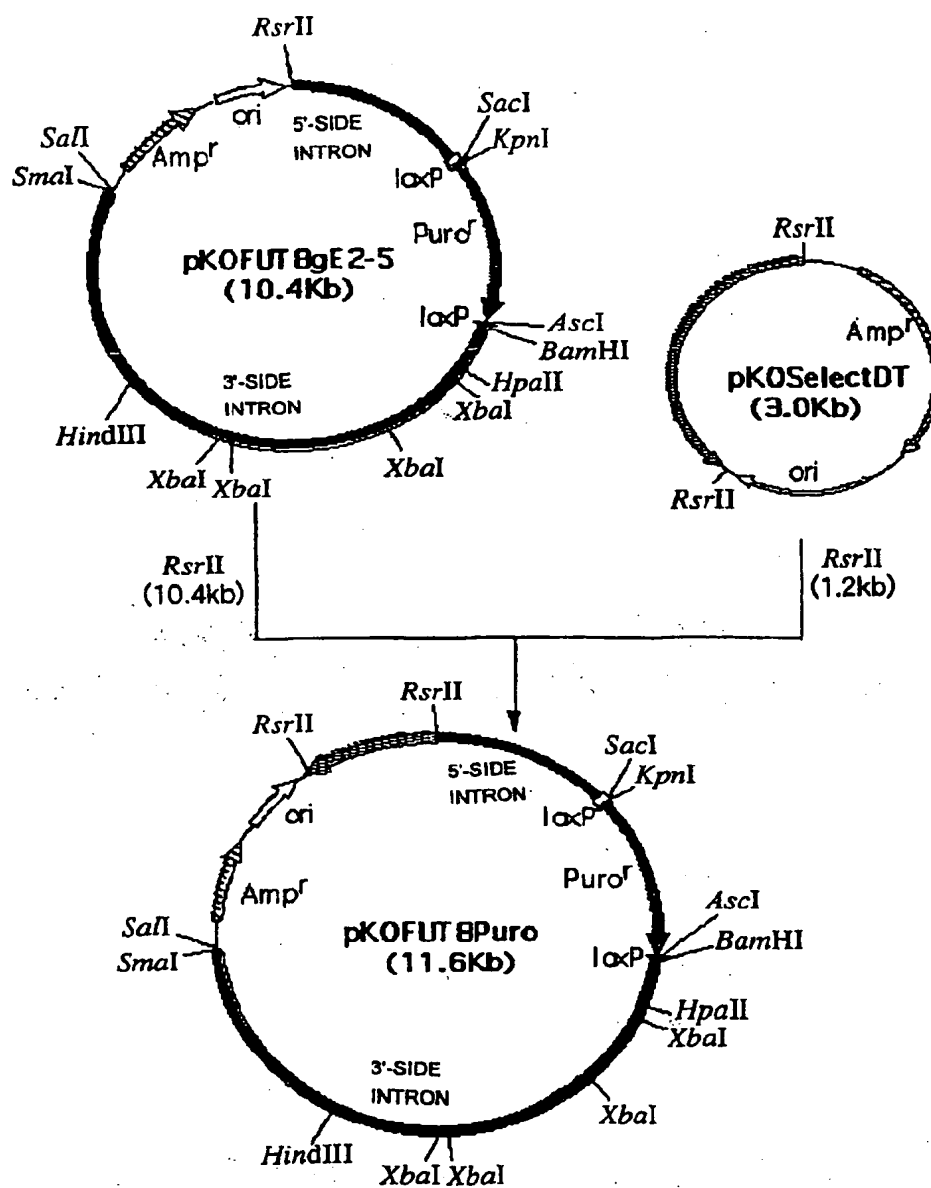 RsrII
SacI
KpnI
ori
5'-SIDE
INTRON
SalI
Ampr
SmaI
loxP
Puror
pKOFUT8gE2-5
(10.4Kb)
loxP
AscI
BamHI
HpaII
XbaI
3'-SIDE
INTRON
HindIII
XbaI
XbaI
XbaI
RsrII
Ampr
pKOSelectDT
(3.0Kb)
ori
RsrII
RsrII
(10.4kb)
RsrII
(1.2kb)
RsrII
RsrII
SacI
KpnI
5'-SIDE
INTRON
loxP
ori
Puror
Ampr
AscI
SalI
BamHI
SmaI
pKOFUT8Puro
(11.6Kb)
loxP
HpaII
XbaI
3'-SIDE
INTRON
XbaI
HindIII
XbaI XbaI